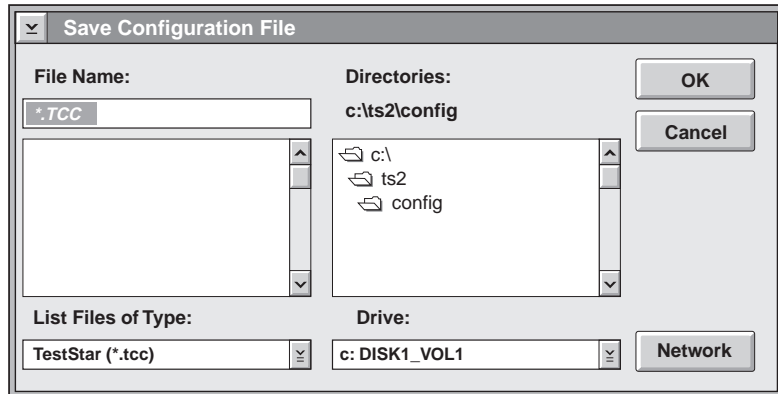 Save Configuration File
File Name:
*.TCC
Directories:
c:\ts2\config
c:\
ts2
config
OK
Cancel
List Files of Type:
TestStar (*.tcc)
Drive:
c: DISK1_VOL1
Network